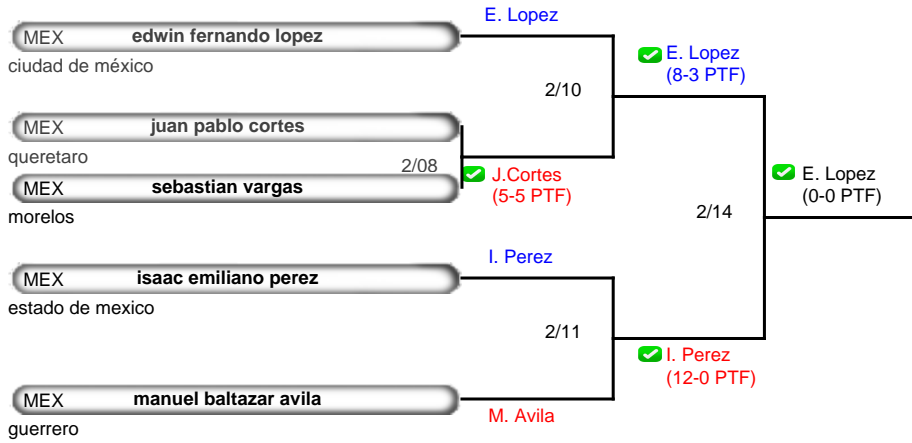 E. Lopez
MEX edwin fernando lopez
ciudad de méxico
E. Lopez
(8-3 PTF)
2/10
MEX juan pablo cortes
queretaro
2/08
J.Cortes
(5-5 PTF)
MEX sebastian vargas
morelos
E. Lopez
(0-0 PTF)
2/14
I. Perez
MEX isaac emiliano perez
estado de mexico
2/11
I. Perez
(12-0 PTF)
MEX manuel baltazar avila
M. Avila
guerrero